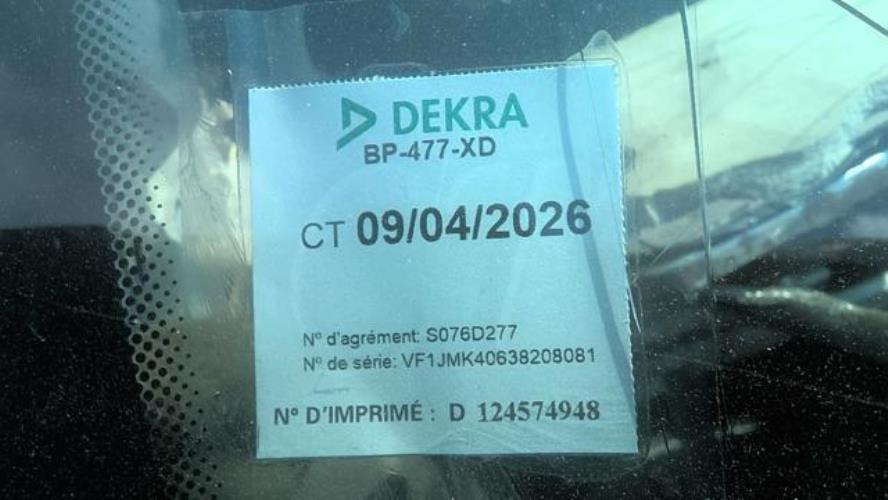 DEKRA
BP-477-XD
CT 09/04/2026
N° d'agrément: S076D277
N° de série: VF1JMK40638208081
N° D'IMPRIMÉ : D 124574948